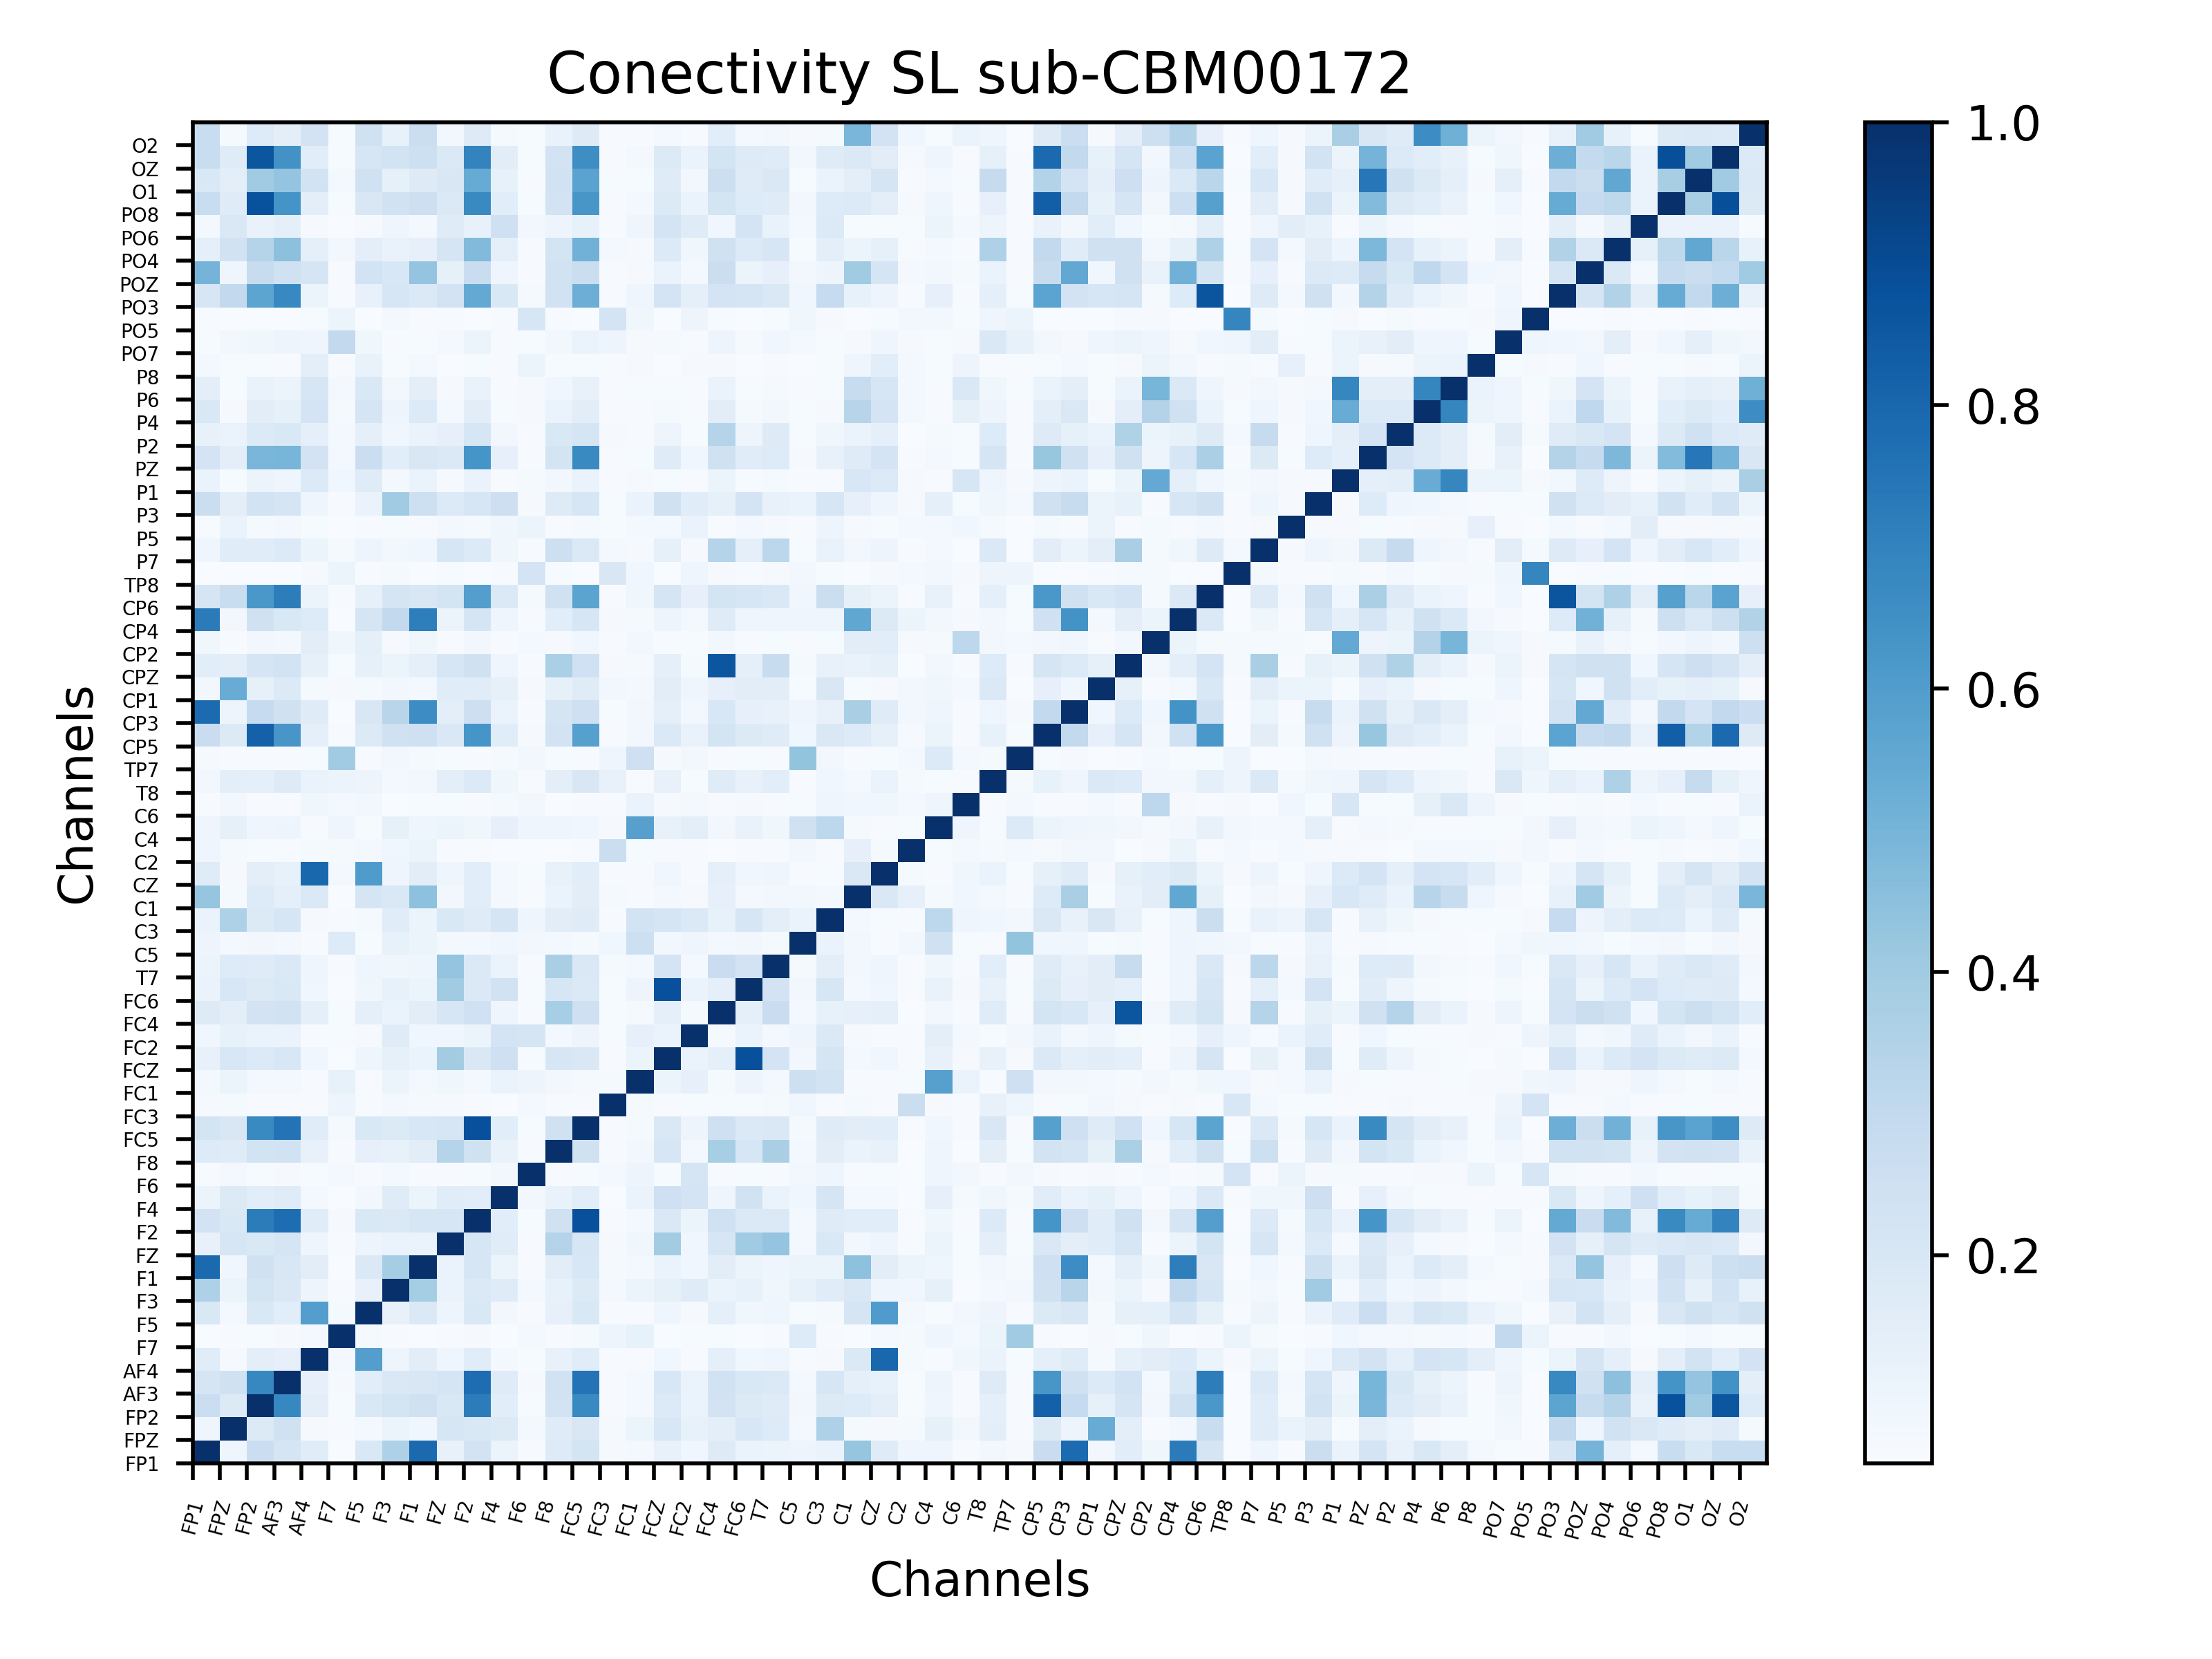 Conectivity SL sub-CBM00172
Channels
O2
OZ
O1
PO8
PO6
PO4
POZ
PO3
PO5
PO7
P8
P6
P4
P2
PZ
P1
P3
P5
P7
TP8
CP6
CP4
CP2
CPZ
CP1
CP3
CP5
TP7
T8
C6
C4
C2
CZ
C1
C3
C5
T7
FC6
FC4
FC2
FCZ
FC1
FC3
FC5
F8
F6
F4
F2
FZ
F1
F3
F5
F7
AF4
AF3
FP2
FPZ
FP1
FP1 FPZ FP2 AF3 AF4 F7 F5 F3 F1 FZ F2 F4 F6 F8 FC5 FC3 FC1 FCZ FC2 FC4 FC6 T7 C5 C3 C1 CZ C2 C4 C6 T8 TP7 CP5 CP3 CP1 CPZ CP2 CP4 CP6 TP8 P7 P5 P3 P1 PZ P2 P4 P6 P8 PO7 PO5 PO3 POZ PO4 PO6 PO8 O1 OZ O2
Channels
1.0
0.8
0.6
0.4
0.2